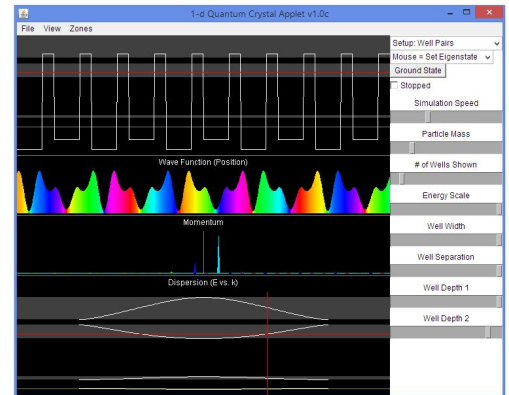 1-d Quantum Crystal Applet v1.0c
File View Zones
Setup: Well Pairs
Mouse = Set Eigenstate
Ground State
Stopped
Simulation Speed
Particle Mass
# of Wells Shown
Energy Scale
Well Width
Well Separation
Well Depth 1
Well Depth 2
Wave Function (Position)
Momentum
Dispersion (E vs. k)